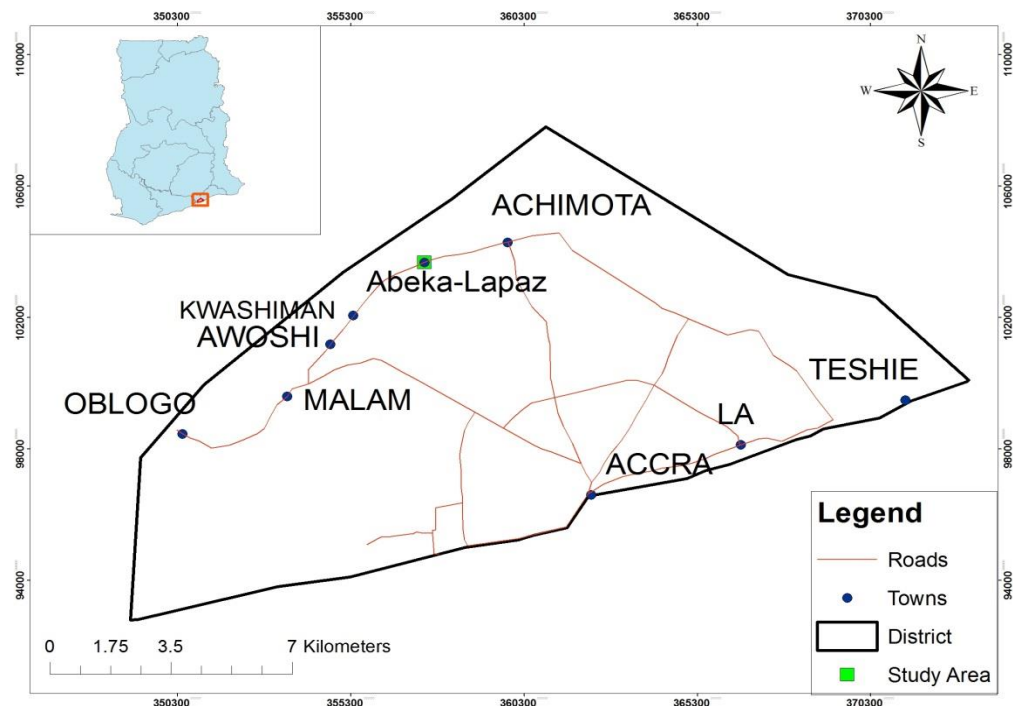 350300 355300 360300 365300 370300
110000 110000
N
W E
S
106000 106000
ACHIMOTA
Abeka-Lapaz
102000 102000
KWASHIMAN
AWOSHI
TESHIE
OBLOGO
MALAM
LA
98000 98000
ACCRA
Legend
Roads
Towns
District
Study Area
94000 94000
0 1.75 3.5 7 Kilometers
350300 355300 360300 365300 370300